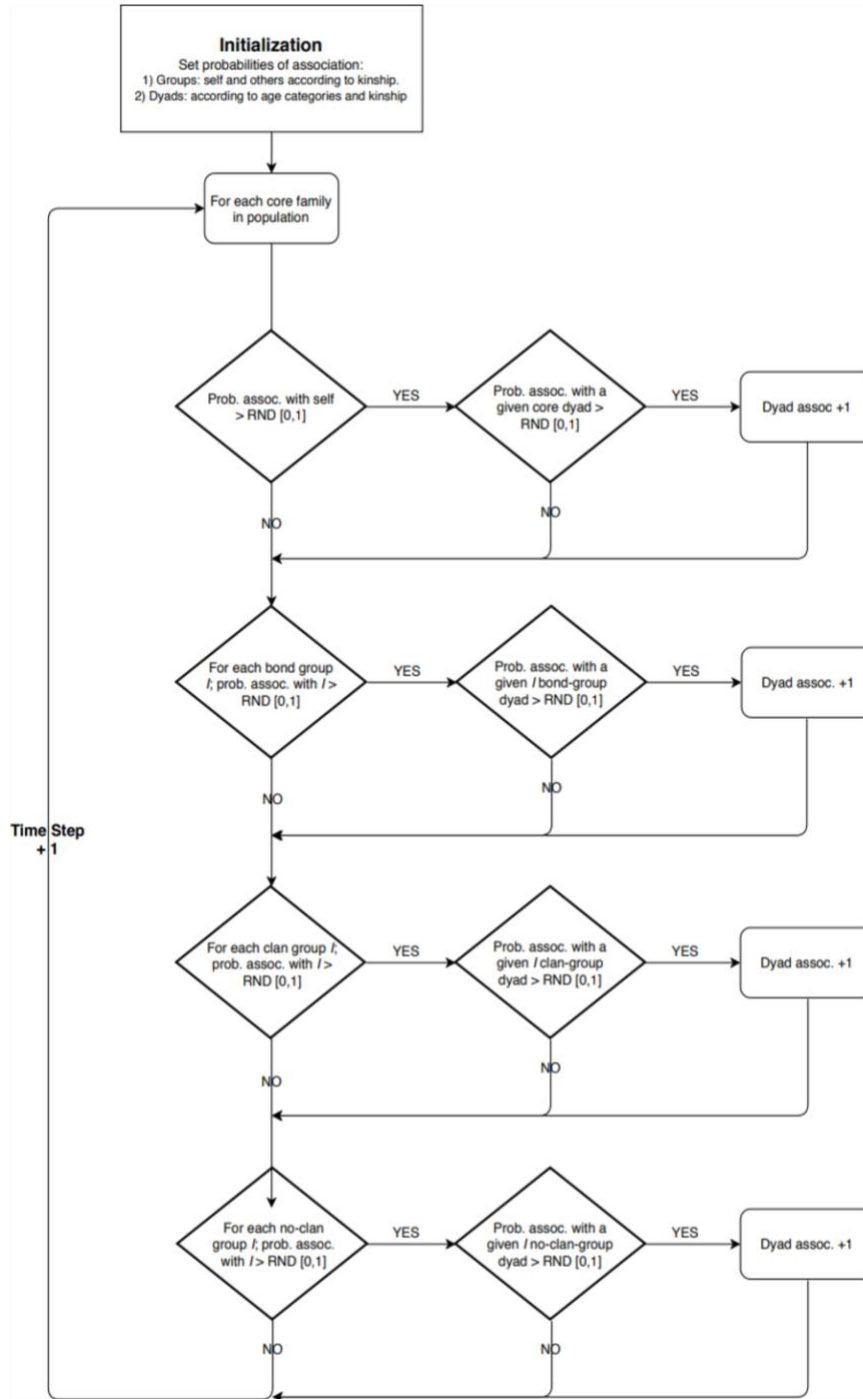 Initialization
Set probabilities of association:
1) Groups: self and others according to kinship.
2) Dyads: according to age categories and kinship
For each core family
in population
Prob. assoc. with self
> RND [0,1]
YES
Prob. assoc. with a
given core dyad >
RND [0,1]
YES
Dyad assoc +1
NO
NO
For each bond group
l; prob. assoc. with l >
RND [0,1]
YES
Prob. assoc. with a
given l bond-group
dyad > RND [0,1]
YES
Dyad assoc. +1
NO
NO
Time Step
+ 1
For each clan group l;
prob. assoc. with l >
RND [0,1]
YES
Prob. assoc. with a
given l clan-group
dyad > RND [0,1]
YES
Dyad assoc. +1
NO
NO
For each no-clan
group l; prob. assoc.
with l > RND [0,1]
YES
Prob. assoc. with a
given l no-clan-group
dyad > RND [0,1]
YES
Dyad assoc. +1
NO
NO